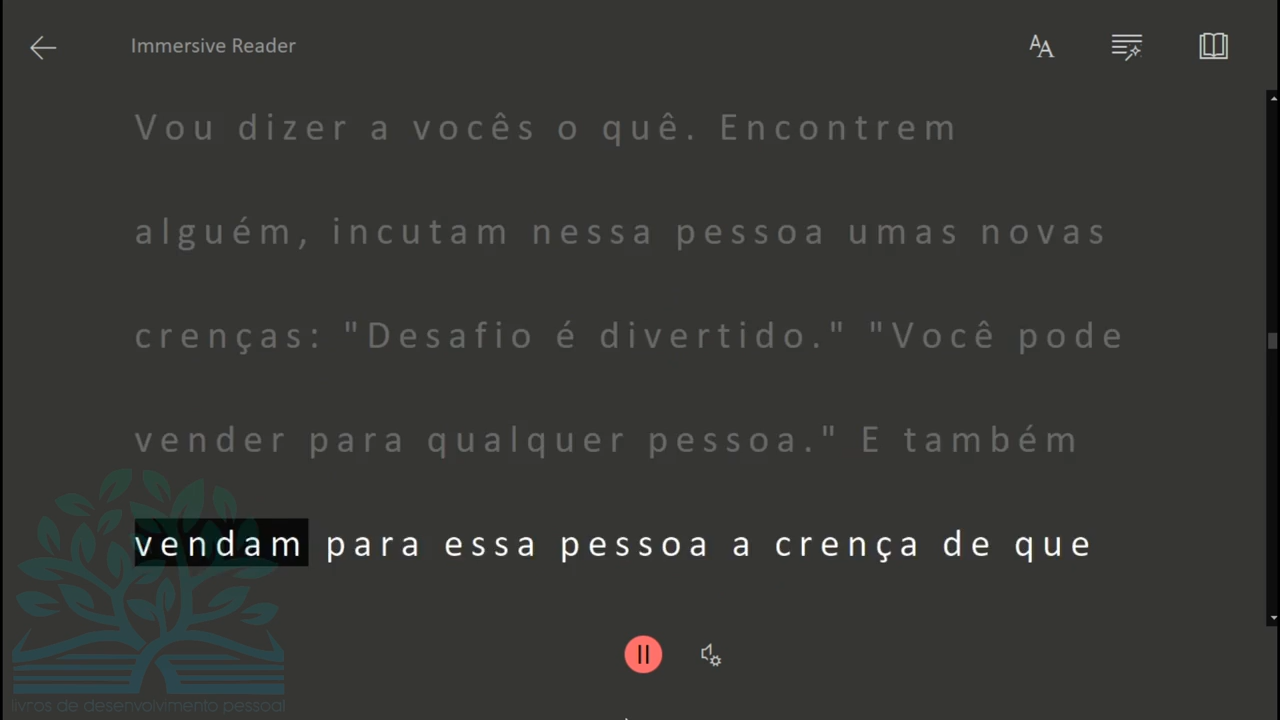 Immersive Reader
Vou dizer a vocês o quê. Encontrem
alguém, incutam nessa pessoa umas novas
crenças: "Desafio é divertido." "Você pode
vender para qualquer pessoa." E também
vendam para essa pessoa a crença de que
livros de desenvolvimento pessoal